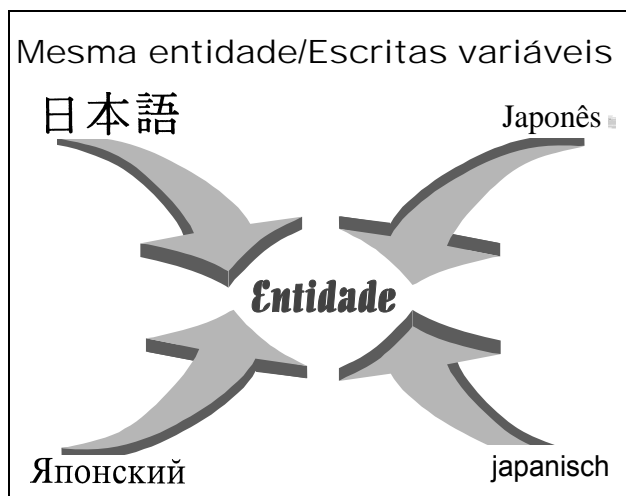 Mesma entidade/Escritas variáveis
日本語
Japonês
Entidade
Японский
japanisch